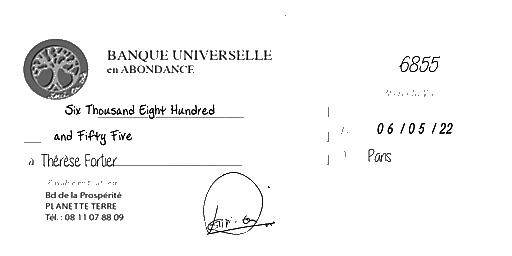 BANQUE UNIVERSELLE
en ABONDANCE
6855
Six Thousand Eight Hundred
and Fifty Five
06/05/22
à Thérèse Fortier
Paris
Bd de la Prospérité
PLANETTE TERRE
Tél. : 08 11 07 88 09